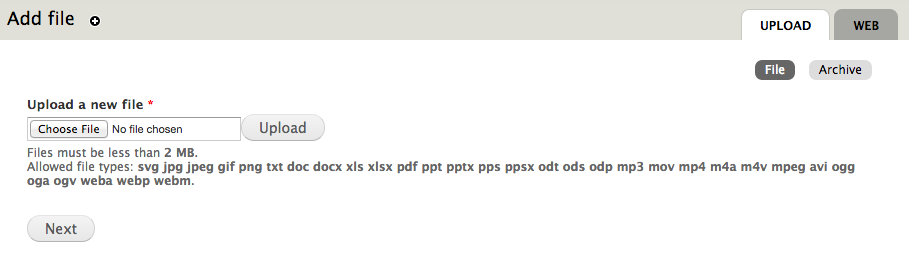 Add file
UPLOAD WEB
File Archive
Upload a new file *
Choose File No file chosen Upload
Files must be less than 2 MB.
Allowed file types: svg jpg jpeg gif png txt doc docx xls xlsx pdf ppt pptx pps ppsx odt ods odp mp3 mov mp4 m4a m4v mpeg avi ogg
oga ogv weba webp webm.
Next